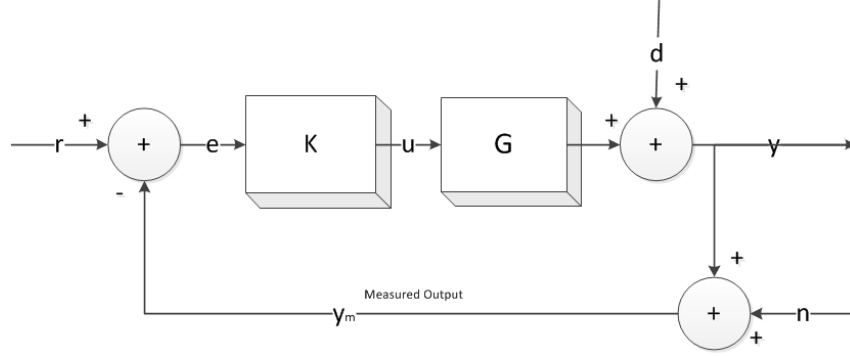 d
+
+ + 
r + e K u G + y
-
+
Measured Output
ym + n
+